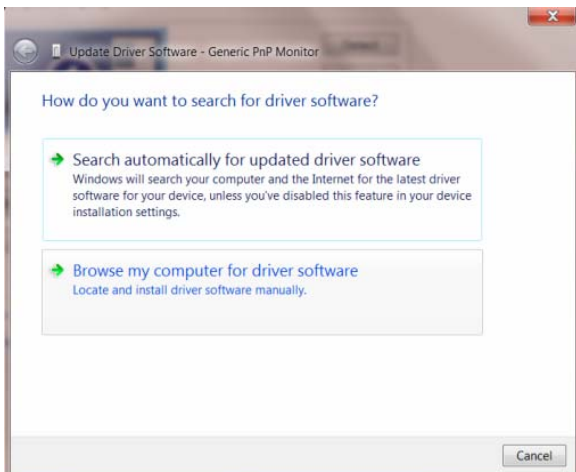 Update Driver Software - Generic PnP Monitor
How do you want to search for driver software?
Search automatically for updated driver software
Windows will search your computer and the Internet for the latest driver
software for your device, unless you've disabled this feature in your device
installation settings.
Browse my computer for driver software
Locate and install driver software manually.
Cancel